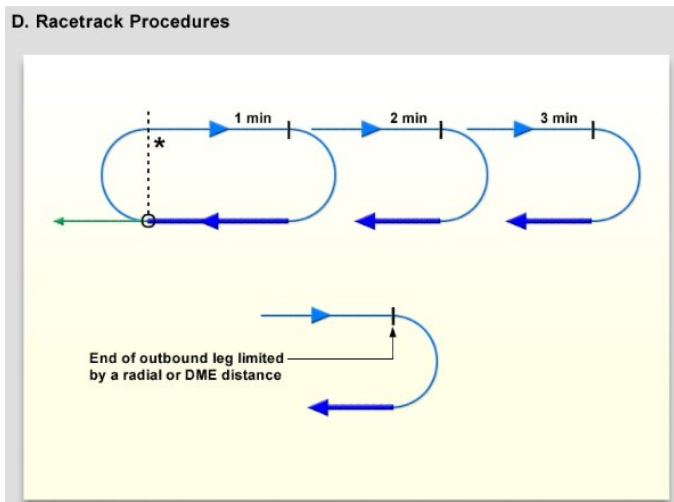 D. Racetrack Procedures
1 min
2 min
3 min
*
End of outbound leg limited
by a radial or DME distance